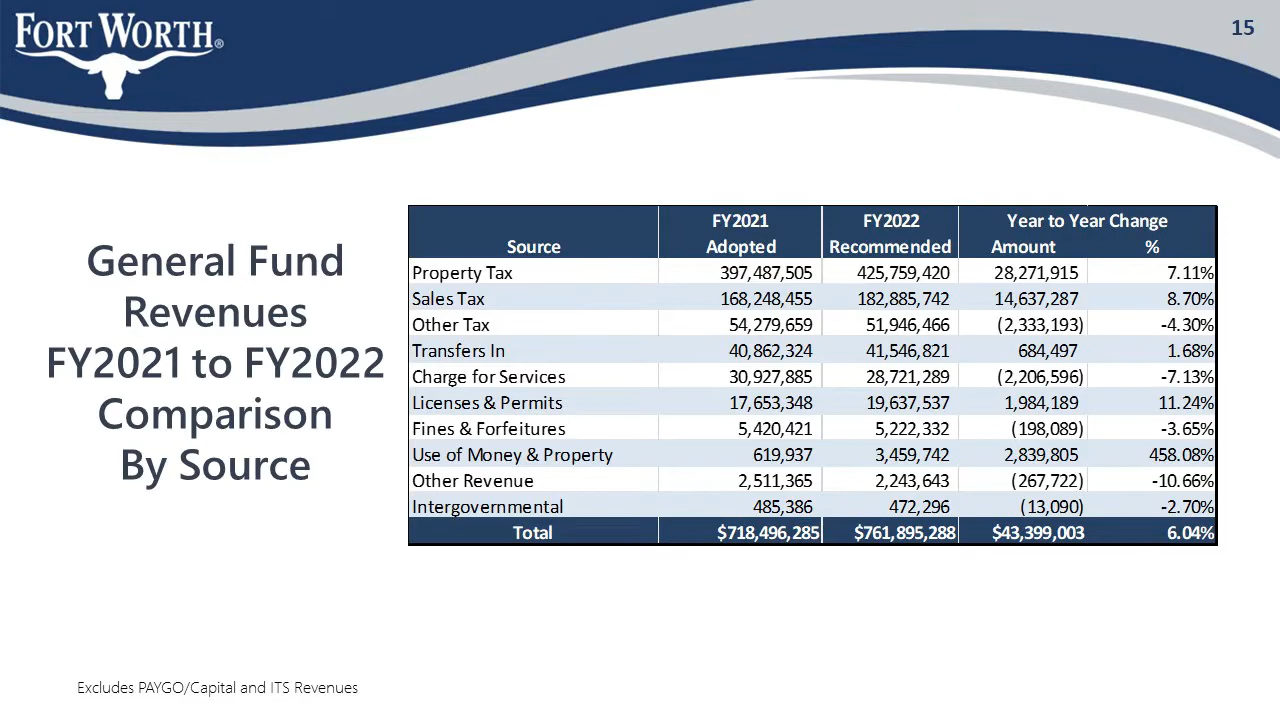 FORT WORTH®
15
General Fund
Revenues
FY2021 to FY2022
Comparison
By Source
FY2021 FY2022 Year to Year Change
Source Adopted Recommended Amount %
Property Tax 397,487,505 425,759,420 28,271,915 7.11%
Sales Tax 168,248,455 182,885,742 14,637,287 8.70%
Other Tax 54,279,659 51,946,466 (2,333,193) -4.30%
Transfers In 40,862,324 41,546,821 684,497 1.68%
Charge for Services 30,927,885 28,721,289 (2,206,596) -7.13%
Licenses & Permits 17,653,348 19,637,537 1,984,189 11.24%
Fines & Forfeitures 5,420,421 5,222,332 (198,089) -3.65%
Use of Money & Property 619,937 3,459,742 2,839,805 458.08%
Other Revenue 2,511,365 2,243,643 (267,722) -10.66%
Intergovernmental 485,386 472,296 (13,090) -2.70%
Total $718,496,285 $761,895,288 $43,399,003 6.04%
Excludes PAYGO/Capital and ITS Revenues